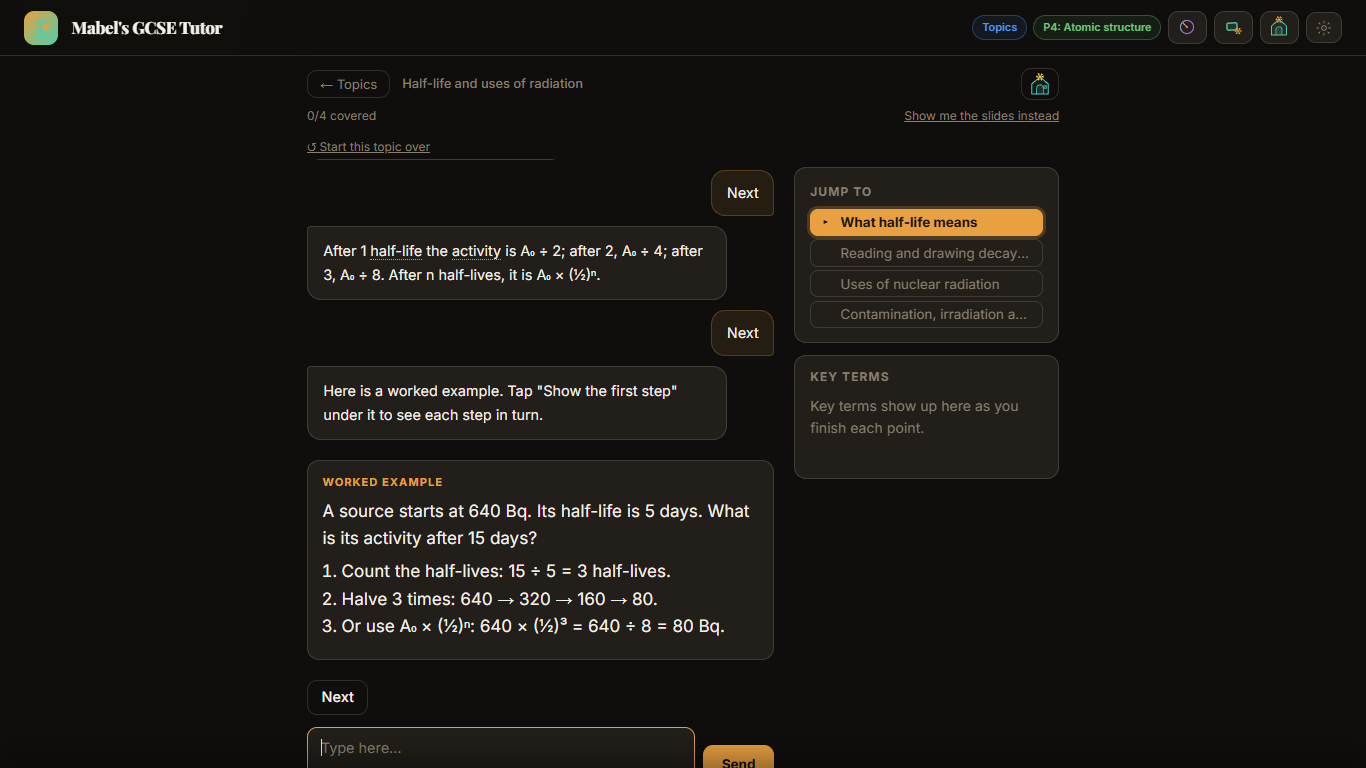 Mabel's GCSE Tutor
Topics
P4: Atomic structure
← Topics
Half-life and uses of radiation
0/4 covered
Show me the slides instead
↺ Start this topic over
Next
After 1 half-life the activity is A₀ ÷ 2; after 2, A₀ ÷ 4; after
3, A₀ ÷ 8. After n half-lives, it is A₀ × (½)ⁿ.
Next
Here is a worked example. Tap "Show the first step"
under it to see each step in turn.
WORKED EXAMPLE
A source starts at 640 Bq. Its half-life is 5 days. What
is its activity after 15 days?
1. Count the half-lives: 15 ÷ 5 = 3 half-lives.
2. Halve 3 times: 640 → 320 → 160 → 80.
3. Or use A₀ × (½)ⁿ: 640 × (½)³ = 640 ÷ 8 = 80 Bq.
Next
Type here...
Send
JUMP TO
‣ What half-life means
Reading and drawing decay...
Uses of nuclear radiation
Contamination, irradiation a...
KEY TERMS
Key terms show up here as you
finish each point.